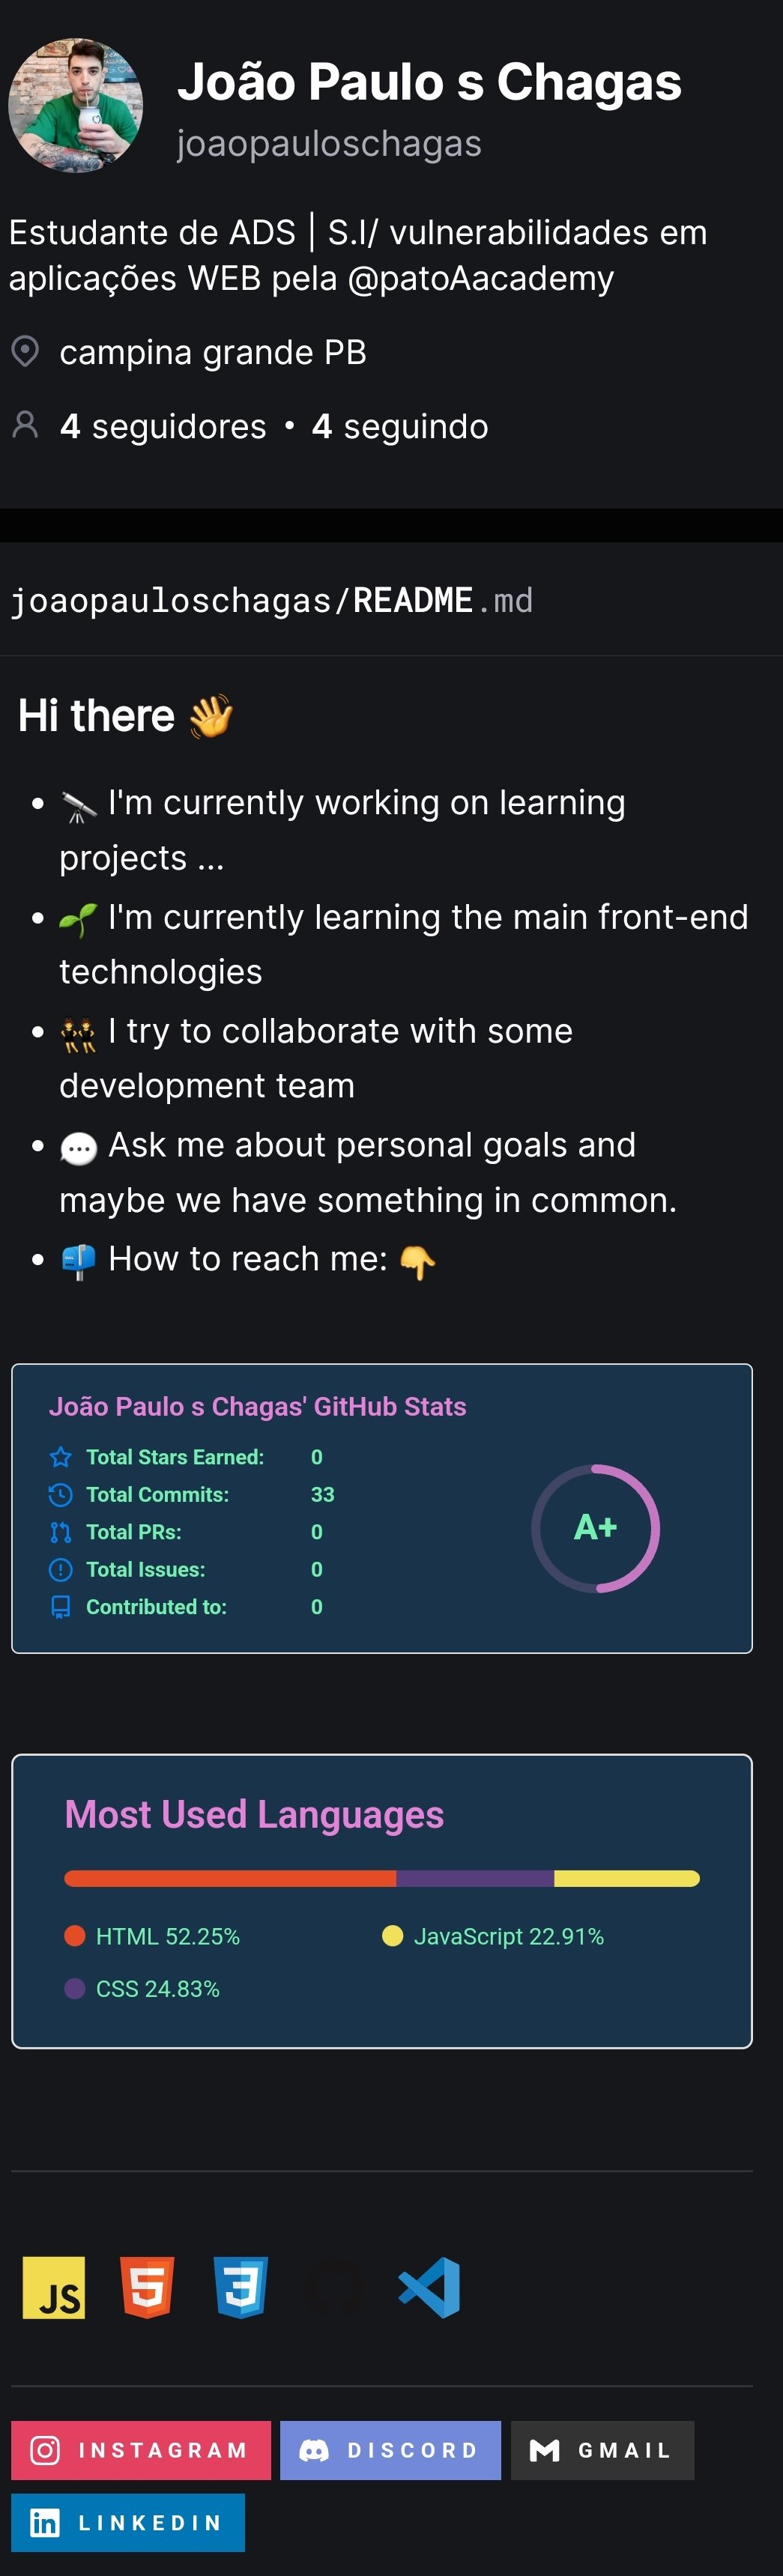 João Paulo s Chagas
joaopauloschagas
Estudante de ADS | S.I/ vulnerabilidades em
aplicações WEB pela @patoAacademy
campina grande PB
4 seguidores • 4 seguindo
joaopauloschagas/README.md
Hi there 👋
• 🔭 I'm currently working on learning
projects ...
• 🌱 I'm currently learning the main front-end
technologies
• 👯 I try to collaborate with some
development team
• 💬 Ask me about personal goals and
maybe we have something in common.
• 📫 How to reach me: 👇
João Paulo s Chagas' GitHub Stats
Total Stars Earned: 0
Total Commits: 33
Total PRs: 0
Total Issues: 0
Contributed to: 0
A+
Most Used Languages
HTML 52.25%
JavaScript 22.91%
CSS 24.83%
JS 5 3
INSTAGRAM DISCORD GMAIL
LINKEDIN